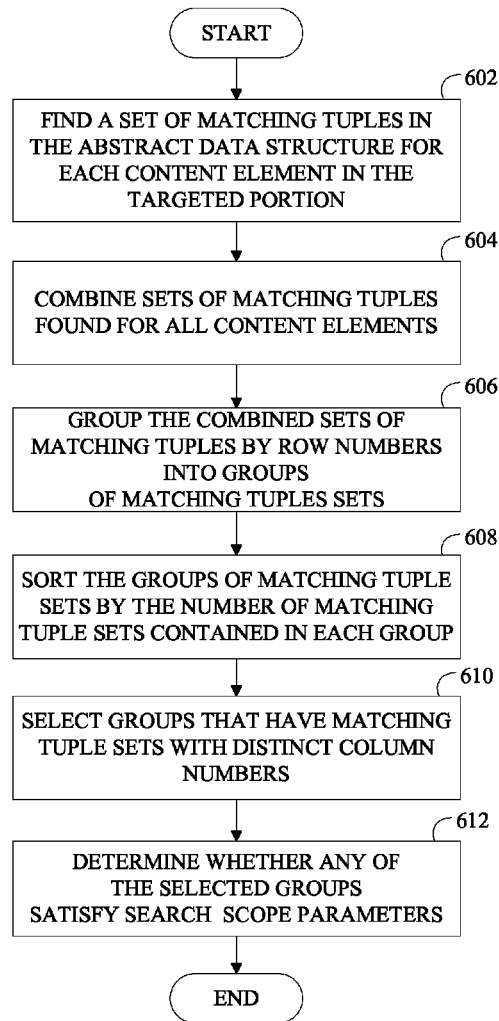 START
602
FIND A SET OF MATCHING TUPLES IN
THE ABSTRACT DATA STRUCTURE FOR
EACH CONTENT ELEMENT IN THE
TARGETED PORTION
604
COMBINE SETS OF MATCHING TUPLES
FOUND FOR ALL CONTENT ELEMENTS
606
GROUP THE COMBINED SETS OF
MATCHING TUPLES BY ROW NUMBERS
INTO GROUPS
OF MATCHING TUPLES SETS
608
SORT THE GROUPS OF MATCHING TUPLE
SETS BY THE NUMBER OF MATCHING
TUPLE SETS CONTAINED IN EACH GROUP
610
SELECT GROUPS THAT HAVE MATCHING
TUPLE SETS WITH DISTINCT COLUMN
NUMBERS
612
DETERMINE WHETHER ANY OF
THE SELECTED GROUPS
SATISFY SEARCH SCOPE PARAMETERS
END